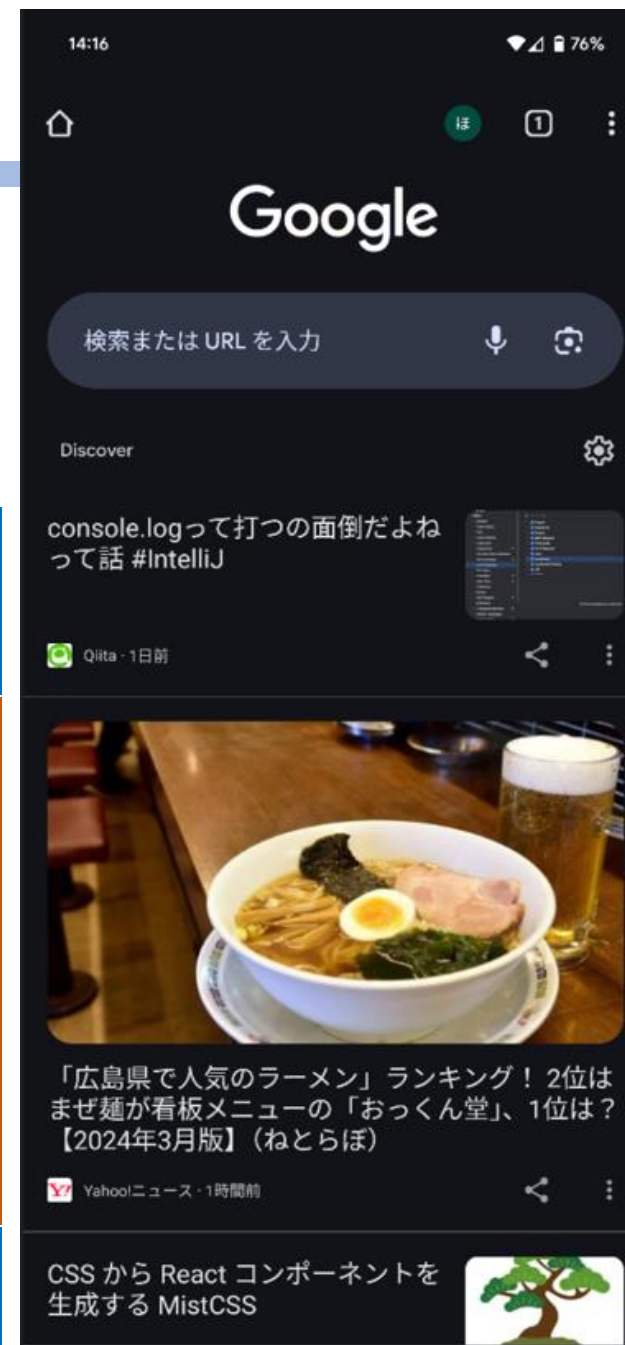 14:16
76%
ほ
1
Google
検索または URL を入力
Discover
console.logって打つの面倒だよね
って話 #IntelliJ
Qiita · 1日前
「広島県で人気のラーメン」ランキング！ 2位は
まぜ麺が看板メニューの「おっくん堂」、1位は？
【2024年3月版】（ねとらぼ）
Y!
Yahoo!ニュース · 1時間前
CSS から React コンポーネントを
生成する MistCSS